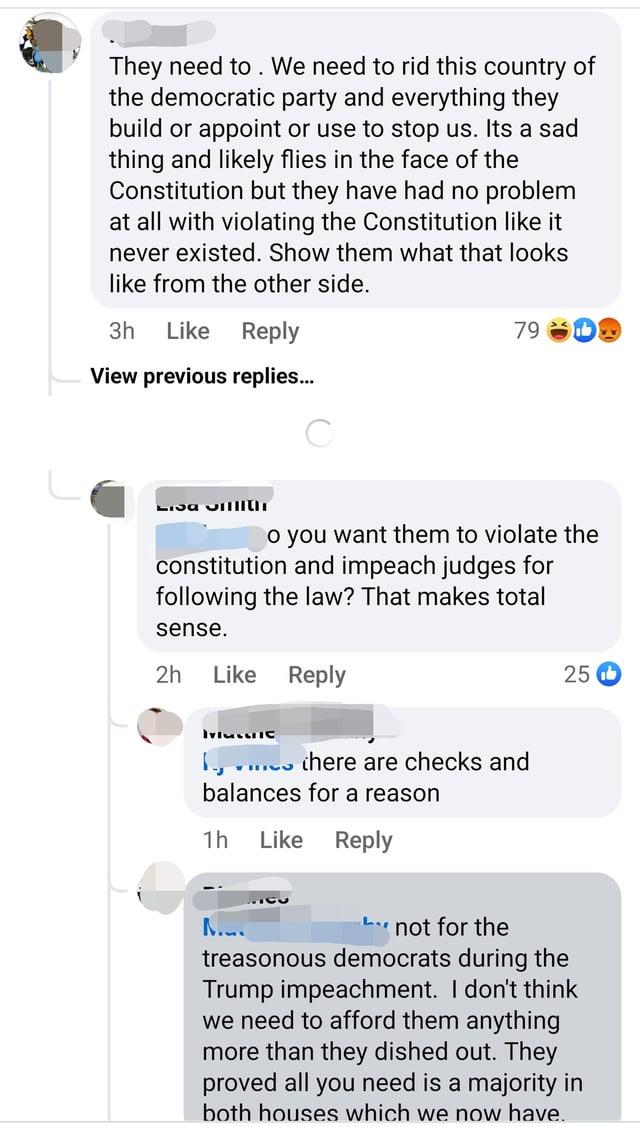 They need to . We need to rid this country of
the democratic party and everything they
build or appoint or use to stop us. Its a sad
thing and likely flies in the face of the
Constitution but they have had no problem
at all with violating the Constitution like it
never existed. Show them what that looks
like from the other side.
3h Like Reply 79
View previous replies...
o you want them to violate the
constitution and impeach judges for
following the law? That makes total
sense.
2h Like Reply 25
there are checks and
balances for a reason
1h Like Reply
not for the
treasonous democrats during the
Trump impeachment.  I don't think
we need to afford them anything
more than they dished out. They
proved all you need is a majority in
both houses which we now have.